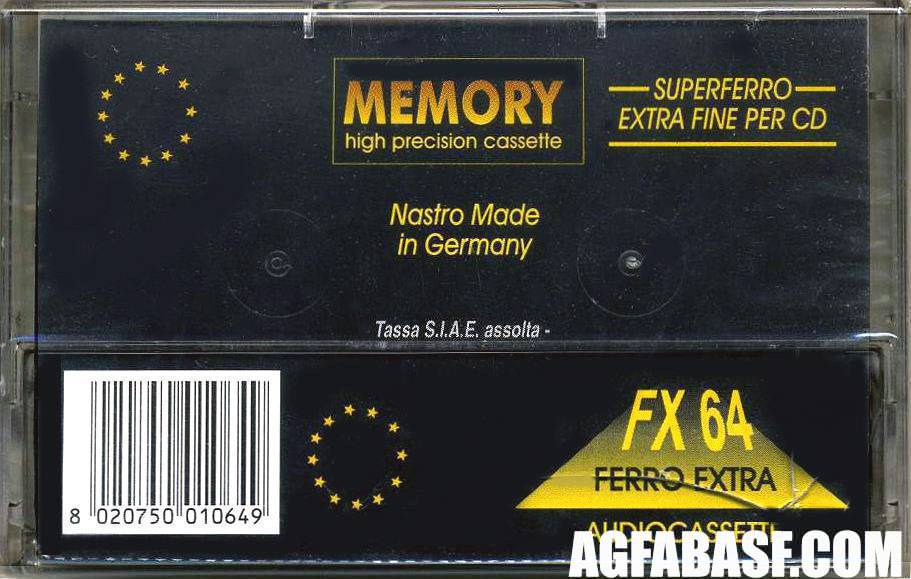 MEMORY
high precision cassette
SUPERFERRO
EXTRA FINE PER CD
Nastro Made
in Germany
Tassa S.I.A.E. assolta -
8 020750 010649
FX 64
FERRO EXTRA
AGFABASE.COM